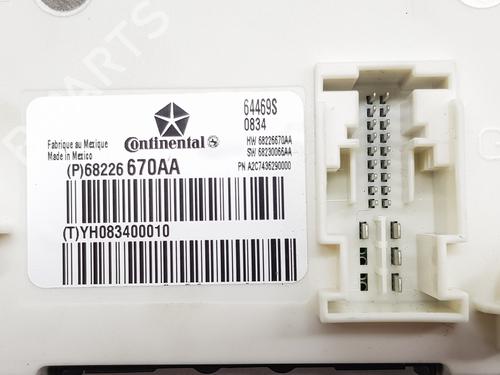 64469S
0834
Fabrique au Mexique
Made in Mexico
Continental
HW 68226670AA
SW 68230066AA
(P)68226 670AA
PN A2C7436290000
(T)YH083400010